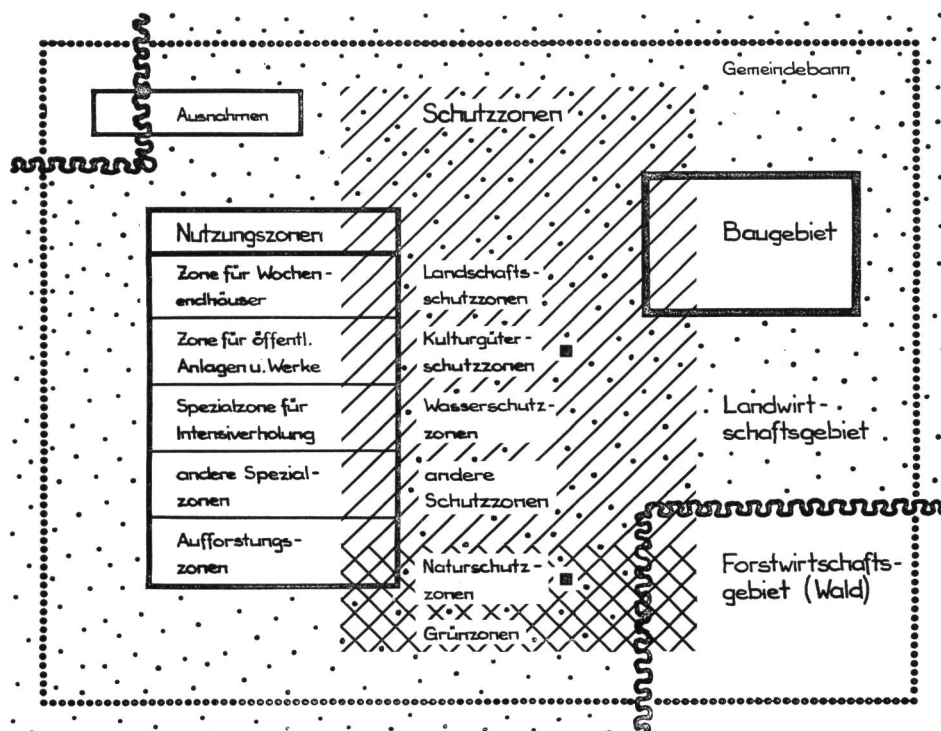 Gemeindebann
Ausnahmen
Schutzzonen
Nutzungszonen
Zone für Wochen-
endhäuser
Zone für öffentl.
Anlagen u. Werke
Spezialzone für
Intensiverholung
andere Spezial-
zonen
Aufforstungs-
zonen
Landschafts-
schutzzonen
Kulturgüter-
schutzzonen
Wasserschutz-
zonen
andere
Schutzzonen
Naturschutz-
zonen
Grünzonen
Baugebiet
Landwirt-
schaftsgebiet
Forstwirtschafts-
gebiet (Wald)